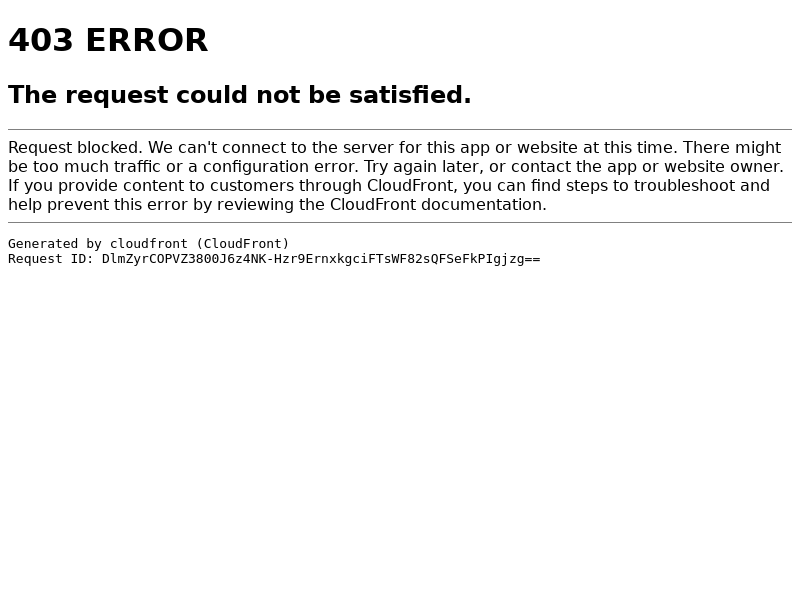 403 ERROR
The request could not be satisfied.
Request blocked. We can't connect to the server for this app or website at this time. There might
be too much traffic or a configuration error. Try again later, or contact the app or website owner.
If you provide content to customers through CloudFront, you can find steps to troubleshoot and
help prevent this error by reviewing the CloudFront documentation.
Generated by cloudfront (CloudFront)
Request ID: DlmZyrCOPVZ3800J6z4NK-Hzr9ErnxkgciFTsWF82sQFSeFkPIgjzg==